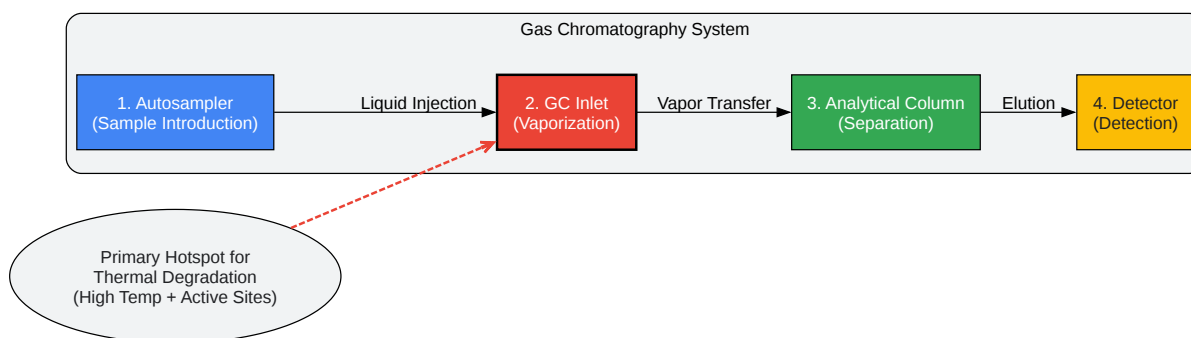 Gas Chromatography System
1. Autosampler
(Sample Introduction)
Liquid Injection
2. GC Inlet
(Vaporization)
Vapor Transfer
3. Analytical Column
(Separation)
Elution
4. Detector
(Detection)
Primary Hotspot for
Thermal Degradation
(High Temp + Active Sites)